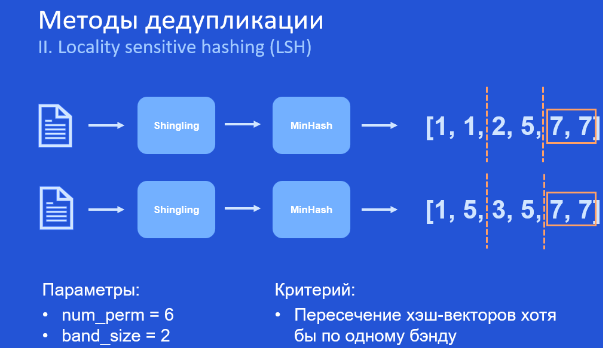 Методы дедупликации
II. Locality sensitive hashing (LSH)
Shingling MinHash [1, 1, 2, 5, 7, 7]
Shingling MinHash [1, 5, 3, 5, 7, 7]
Параметры:
• num_perm = 6
• band_size = 2
Критерий:
• Пересечение хэш-векторов хотя
бы по одному бэнду